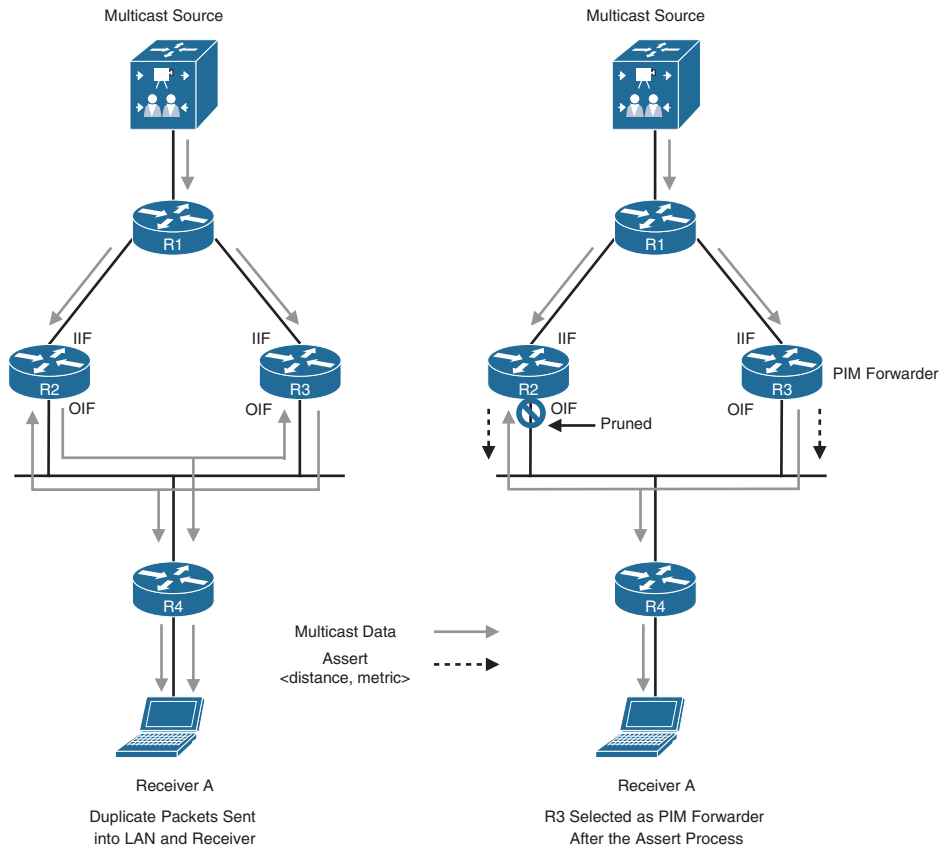 Multicast Source
Multicast Source
R1
R1
IIF
IIF
IIF
IIF
R2
R3
R2
R3
PIM Forwarder
OIF
OIF
OIF
OIF
Pruned
R4
R4
Multicast Data
Assert
<distance, metric>
Receiver A
Receiver A
Duplicate Packets Sent
into LAN and Receiver
R3 Selected as PIM Forwarder
After the Assert Process